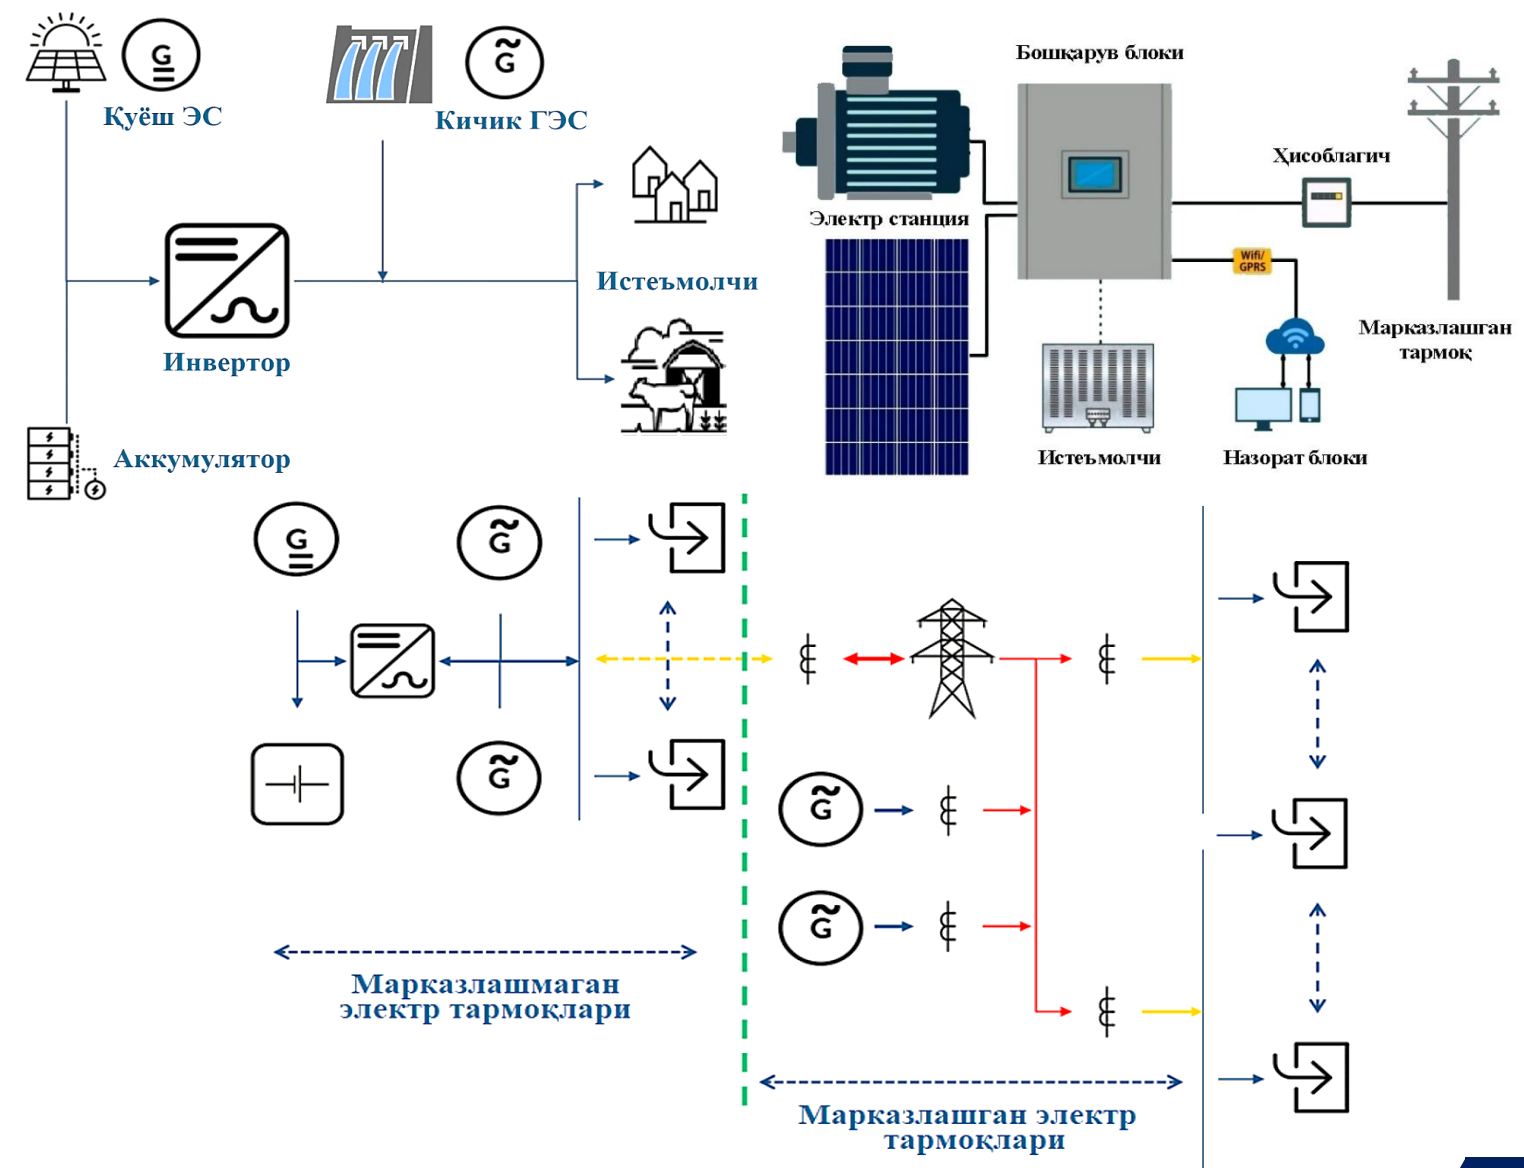 G
Қуёш ЭС
G
Кичик ГЭС
Инвертор
Истеъмолчи
Аккумулятор
Бошқарув блоки
Ҳисоблагич
Электр станция
Wifi/
GPRS
Марказлашган
тармоқ
Истеъмолчи
Назорат блоки
G
G
G
G
G
Марказлашмаган
электр тармоқлари
Марказлашган электр
тармоқлари